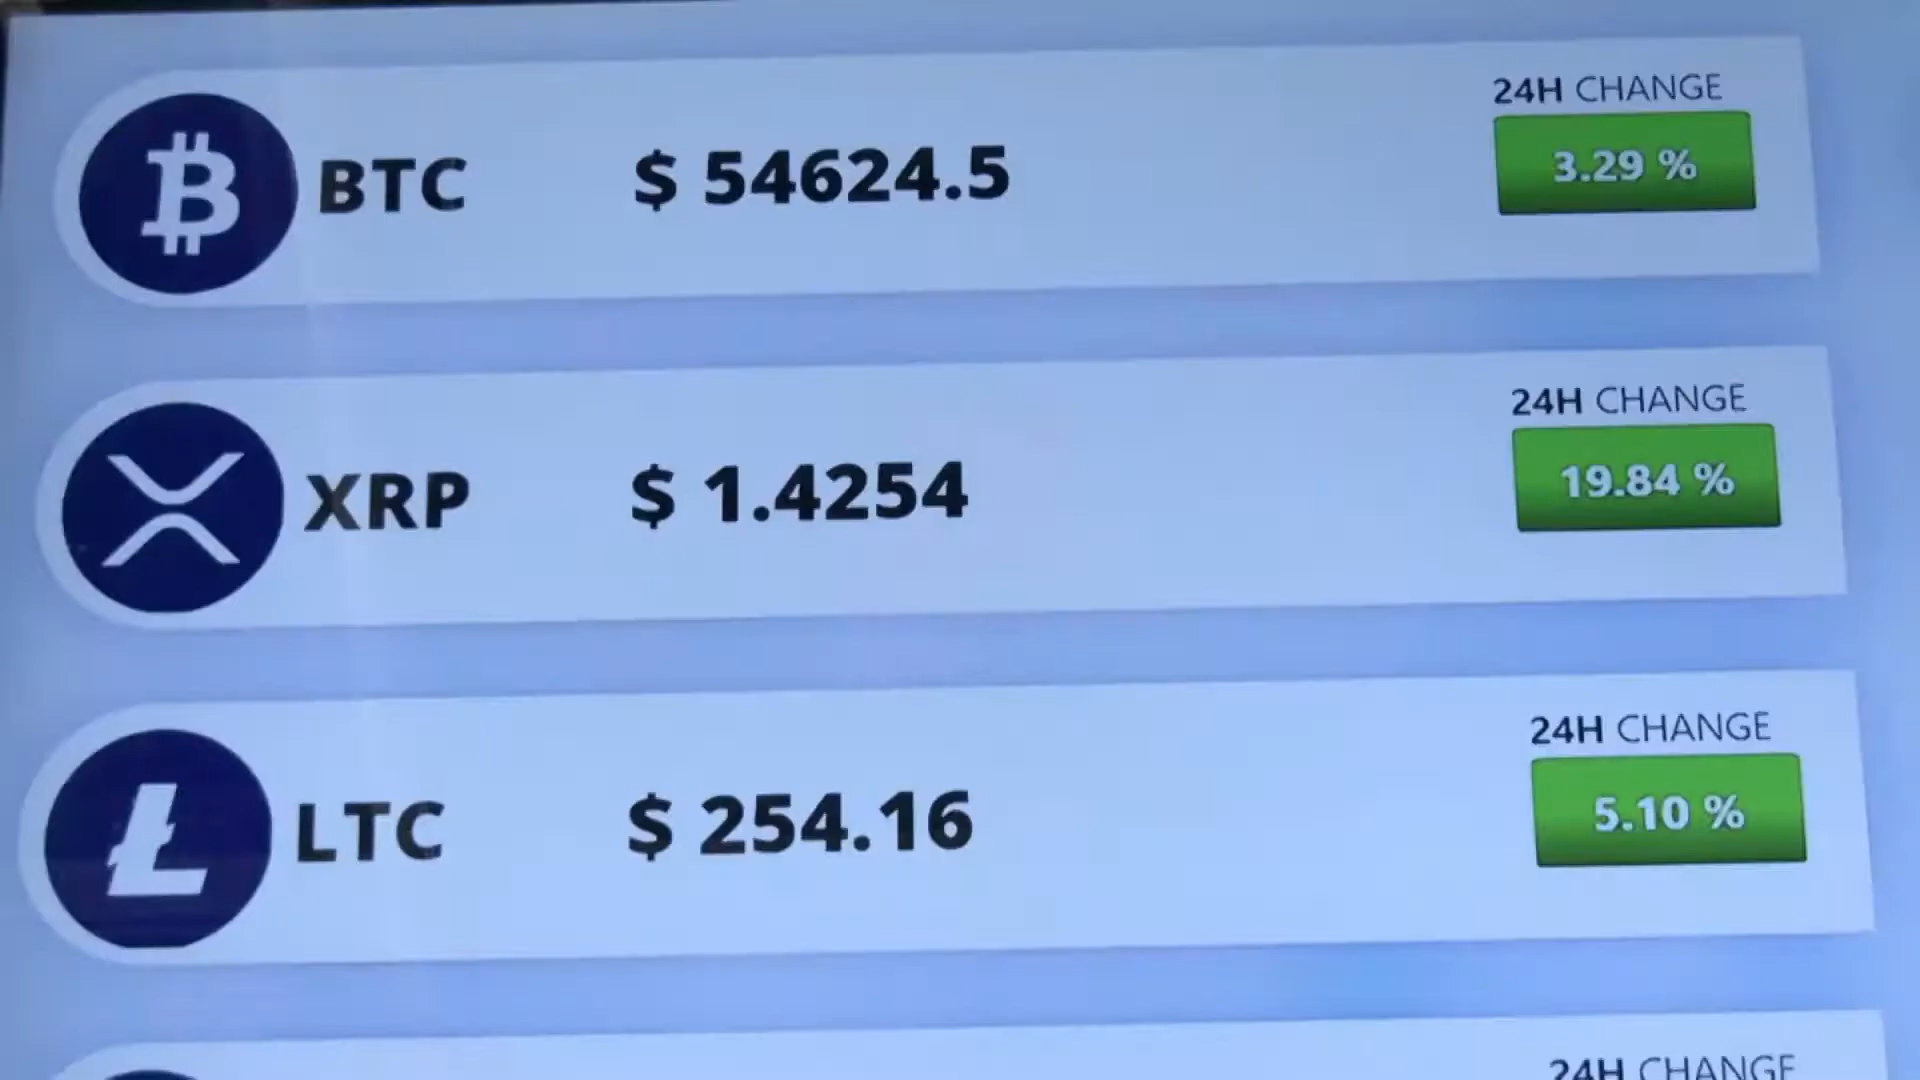 24H CHANGE
BTC $ 54624.5 3.29 %
24H CHANGE
XRP $ 1.4254 19.84 %
24H CHANGE
LTC $ 254.16 5.10 %
24H CHANGE